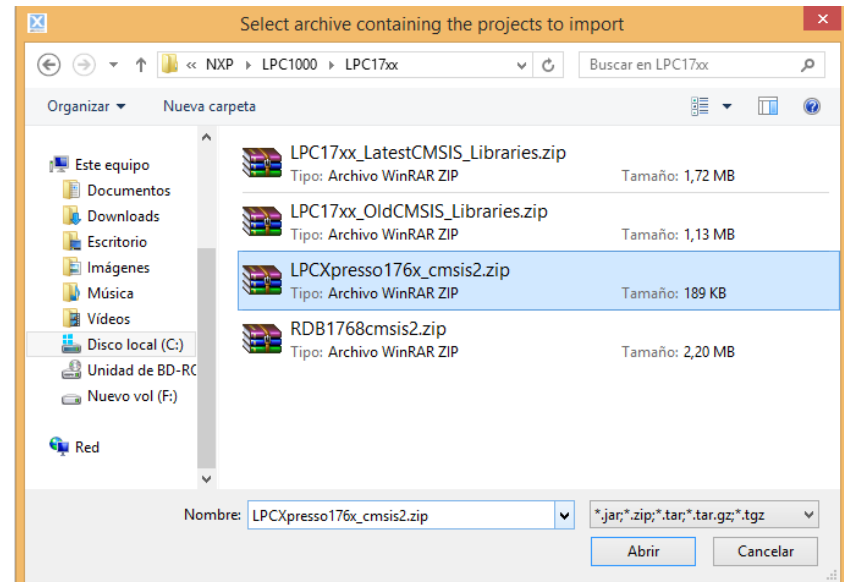 Select archive containing the projects to import
« NXP ▸ LPC1000 ▸ LPC17xx
Buscar en LPC17xx
Organizar
Nueva carpeta
Este equipo
Documentos
Downloads
Escritorio
Imágenes
Música
Vídeos
Disco local (C:)
Unidad de BD-RO
Nuevo vol (F:)
Red
LPC17xx_LatestCMSIS_Libraries.zip
Tipo: Archivo WinRAR ZIP Tamaño: 1,72 MB
LPC17xx_OldCMSIS_Libraries.zip
Tipo: Archivo WinRAR ZIP Tamaño: 1,13 MB
LPCXpresso176x_cmsis2.zip
Tipo: Archivo WinRAR ZIP Tamaño: 189 KB
RDB1768cmsis2.zip
Tipo: Archivo WinRAR ZIP Tamaño: 2,20 MB
Nombre: LPCXpresso176x_cmsis2.zip *.jar;*.zip;*.tar;*.tar.gz;*.tgz
Abrir Cancelar